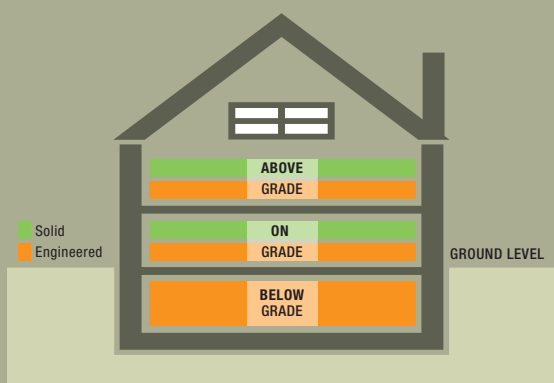 ABOVE
GRADE
Solid
ON
Engineered
GRADE
GROUND LEVEL
BELOW
GRADE